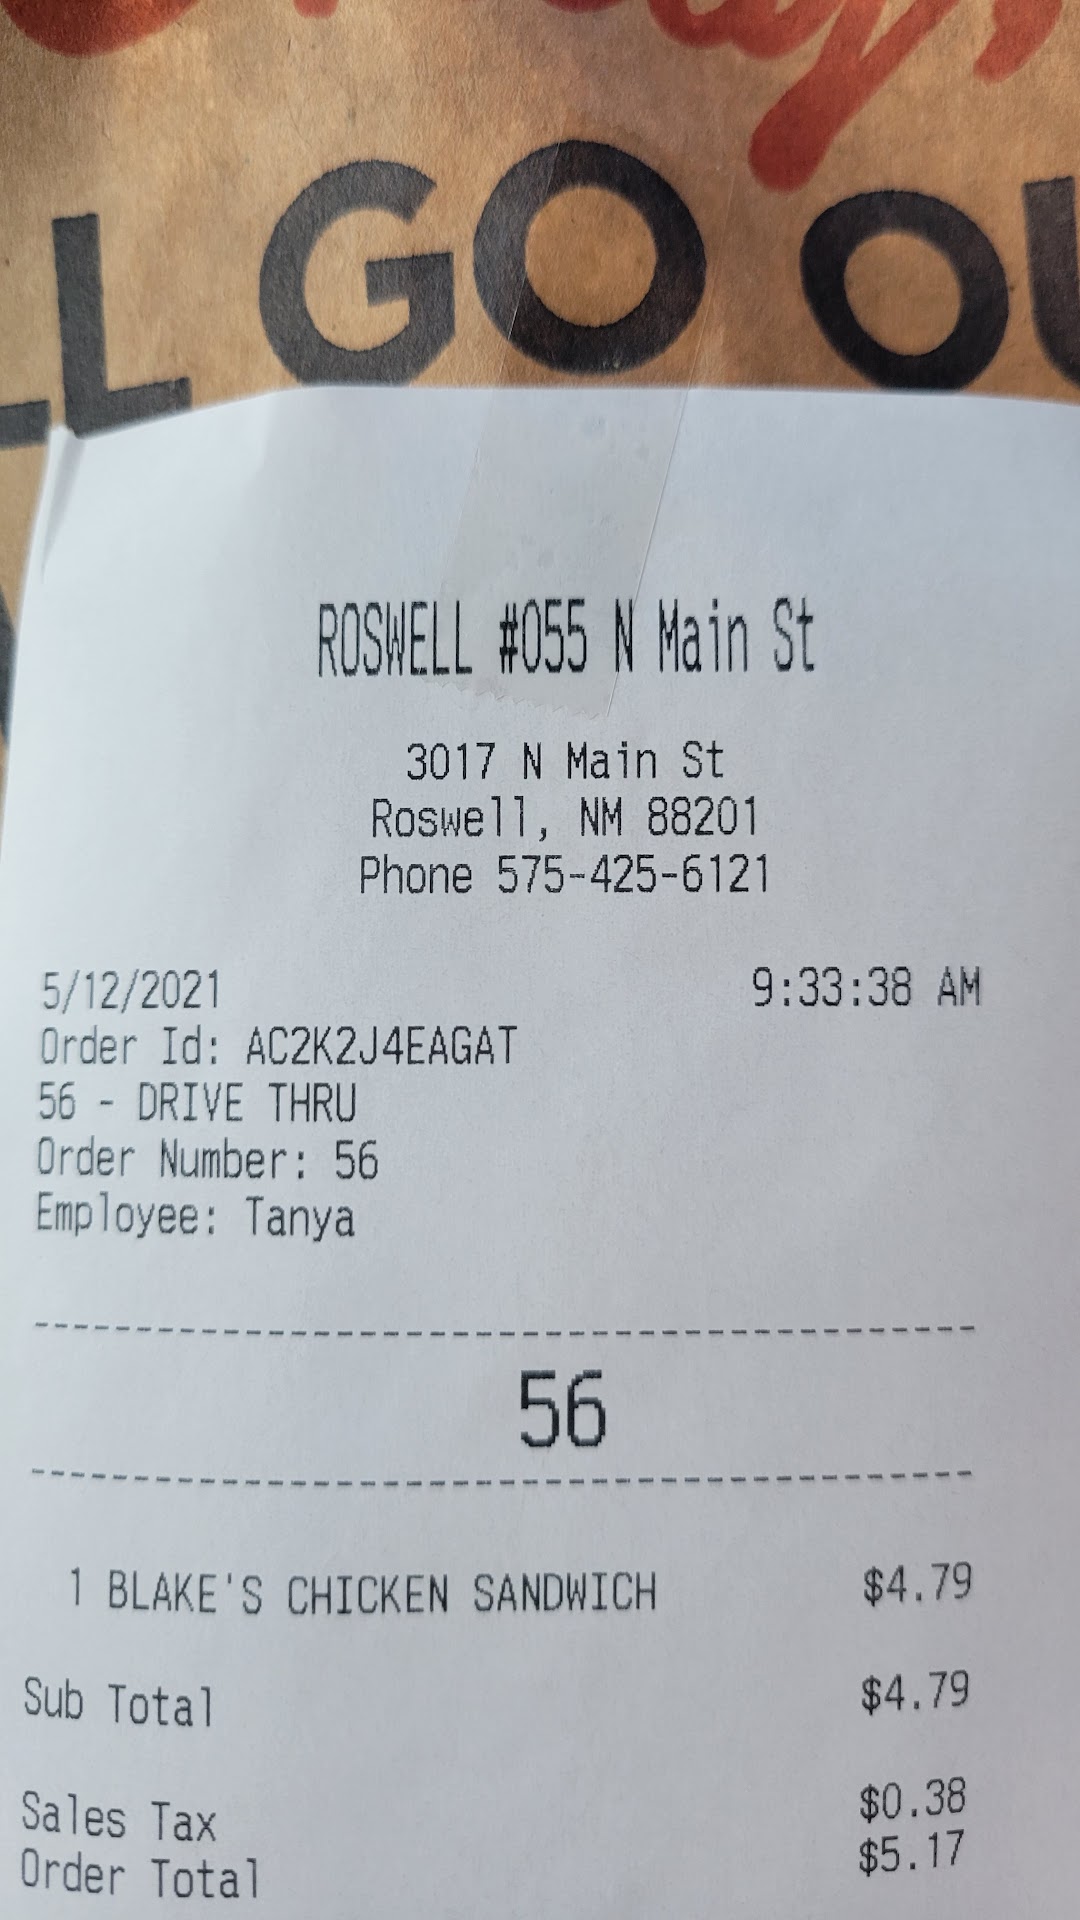 LL GO OU
ROSWELL #055 N Main St
3017 N Main St
Roswell, NM 88201
Phone 575-425-6121
5/12/2021 9:33:38 AM
Order Id: AC2K2J4EAGAT
56 - DRIVE THRU
Order Number: 56
Employee: Tanya
56
1 BLAKE'S CHICKEN SANDWICH $4.79
Sub Total $4.79
Sales Tax $0.38
Order Total $5.17